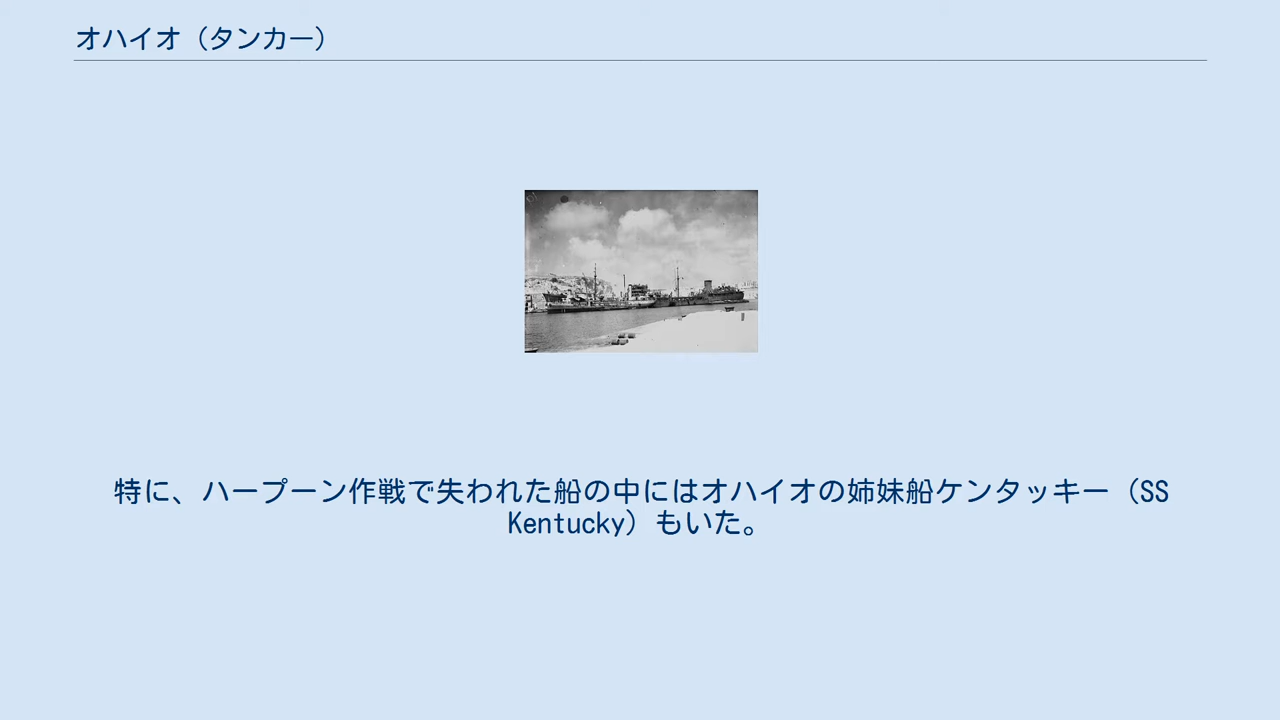 オハイオ（タンカー）
特に、ハープーン作戦で失われた船の中にはオハイオの姉妹船ケンタッキー（SS
Kentucky）もいた。